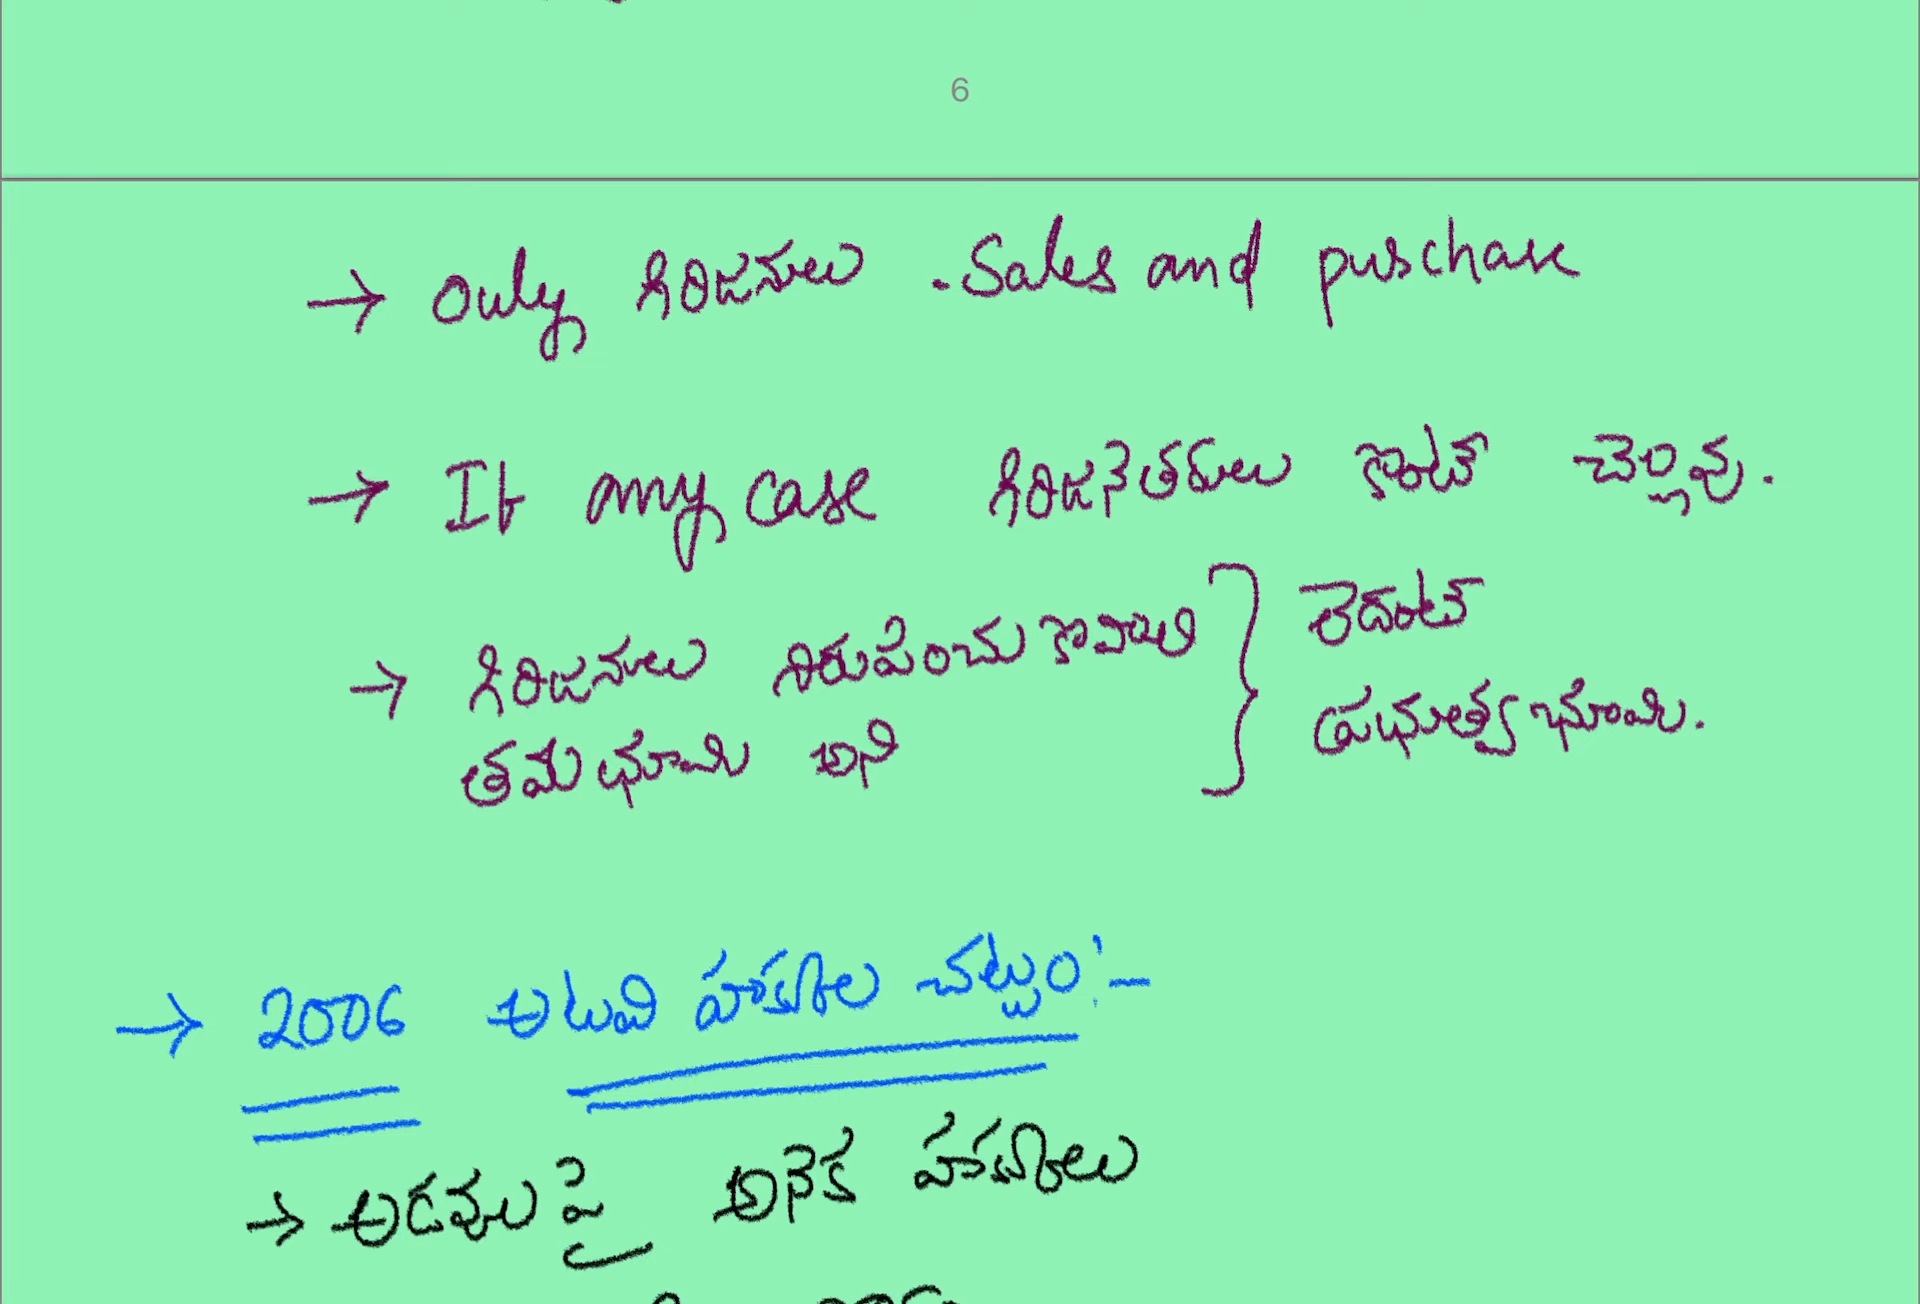 6
→ Only గిరిజనులు - Sales and purchase
→ If any case గిరిజనేతరులు కొంటే చెల్లవు.
→ గిరిజనులు నిరుపించుకోవాలి } లేదంటే
తమ భూమి అని ప్రభుత్వ భూమి.
→ 2006 అటవి హక్కుల చట్టం :-
→ అడవులపై అనేక హక్కులు